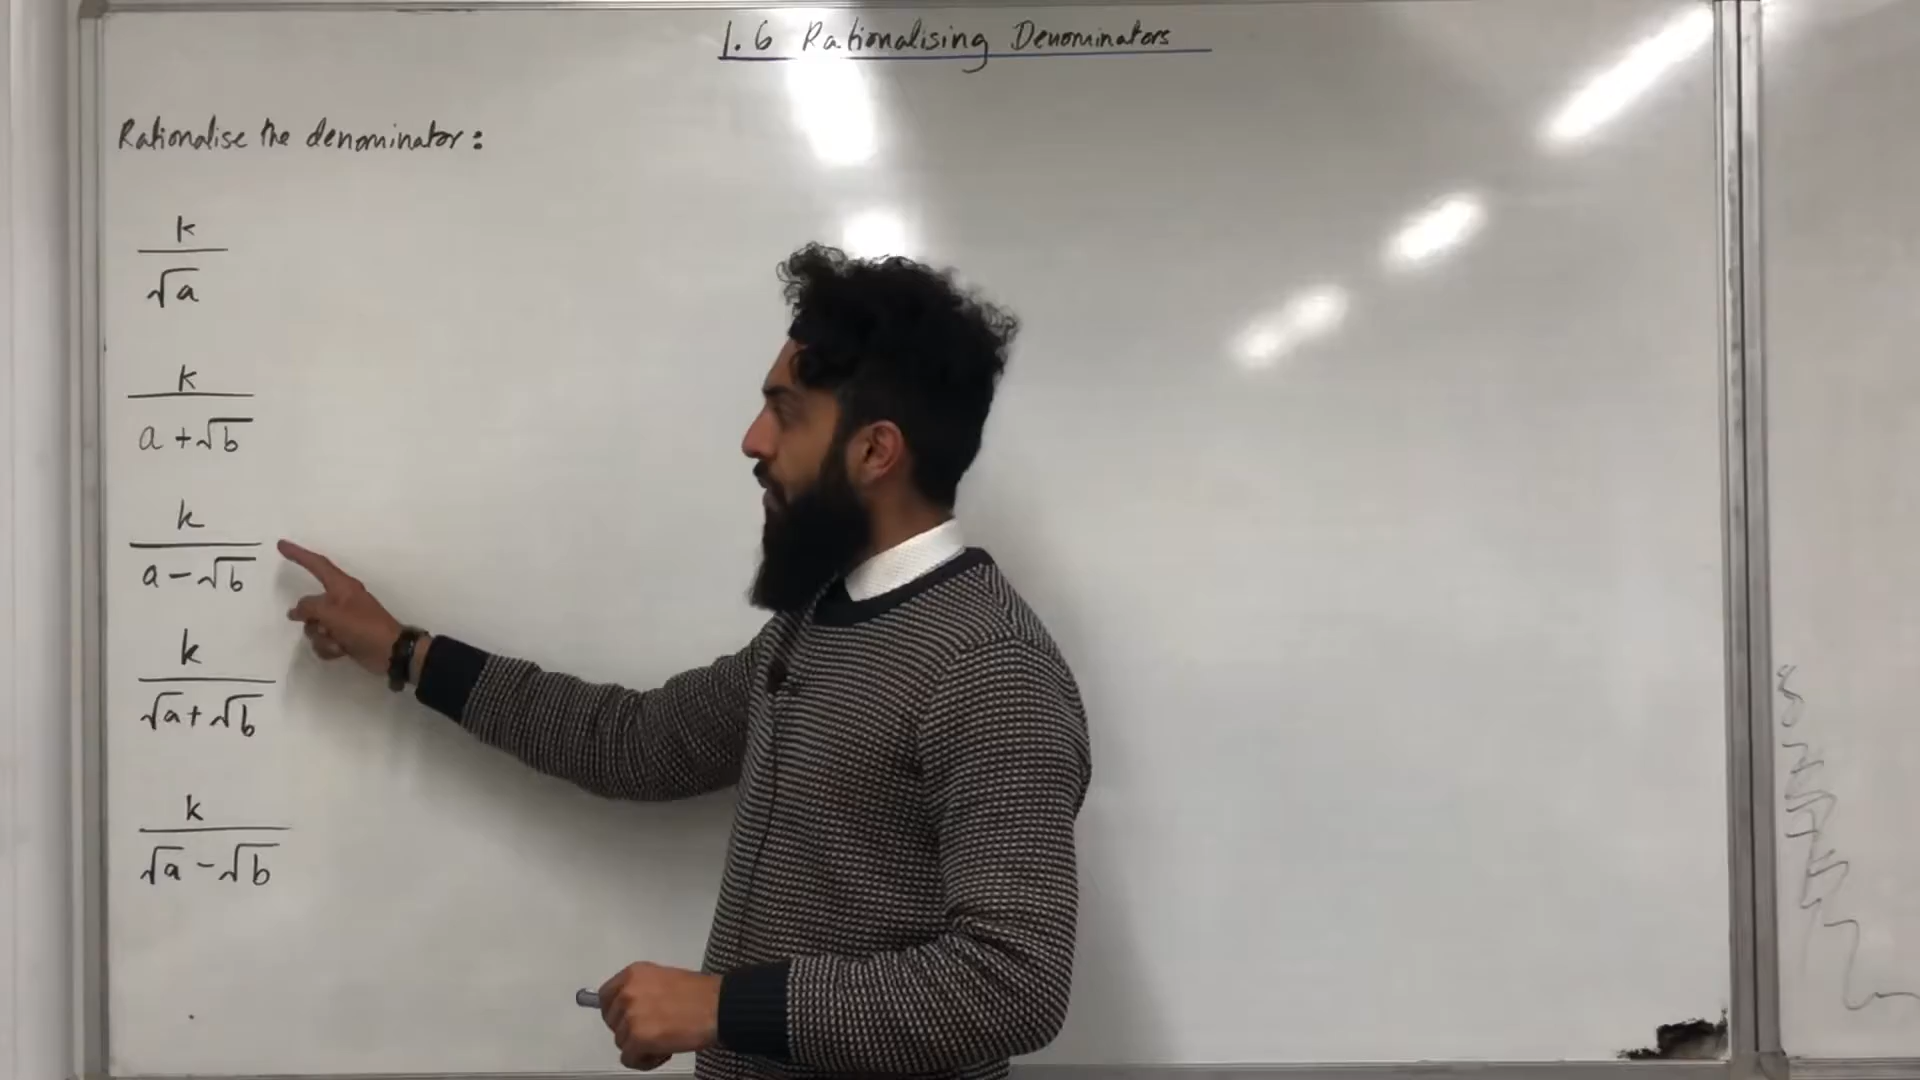 1.6 Rationalising Denominators
Rationalise the denominator:
k
√a
k
a + √b
k
a - √b
k
√a + √b
k
√a - √b